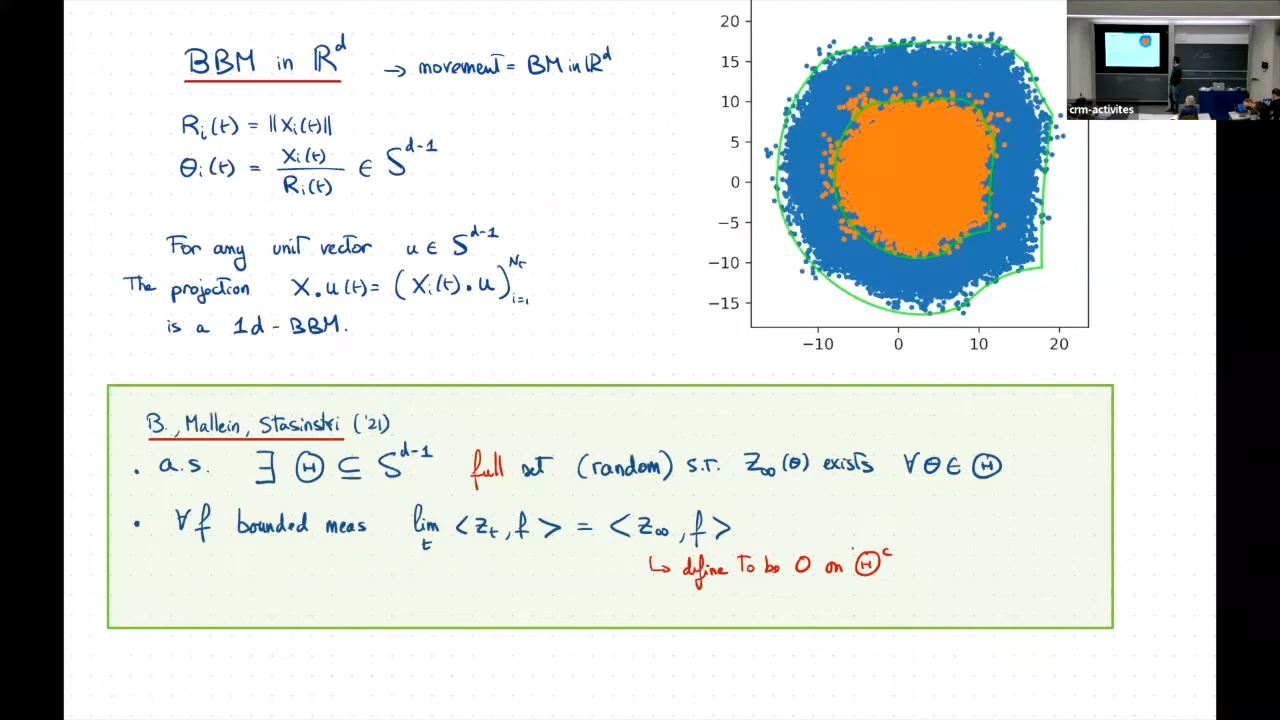 BBM in ℝ^d → movement = BM in ℝ^d
R_i(t) = ‖X_i(t)‖
θ_i(t) = X_i(t) / R_i(t) ∈ S^{d-1}
For any unit vector u ∈ S^{d-1}
The projection X.u(t) = (X_i(t).u)_{i=1}^{N_t}
is a 1d-BBM.
20
15
10
5
0
−5
−10
−15
−10 0 10 20
crm-activites
B., Mallein, Stasinski ('21)
. a.s. ∃ Θ ⊆ S^{d-1} full set (random) s.t. Z_∞(θ) exists ∀θ ∈ Θ
. ∀f bounded meas lim_t <Z_t, f> = <Z_∞, f>
↳ define to be 0 on Θ^c